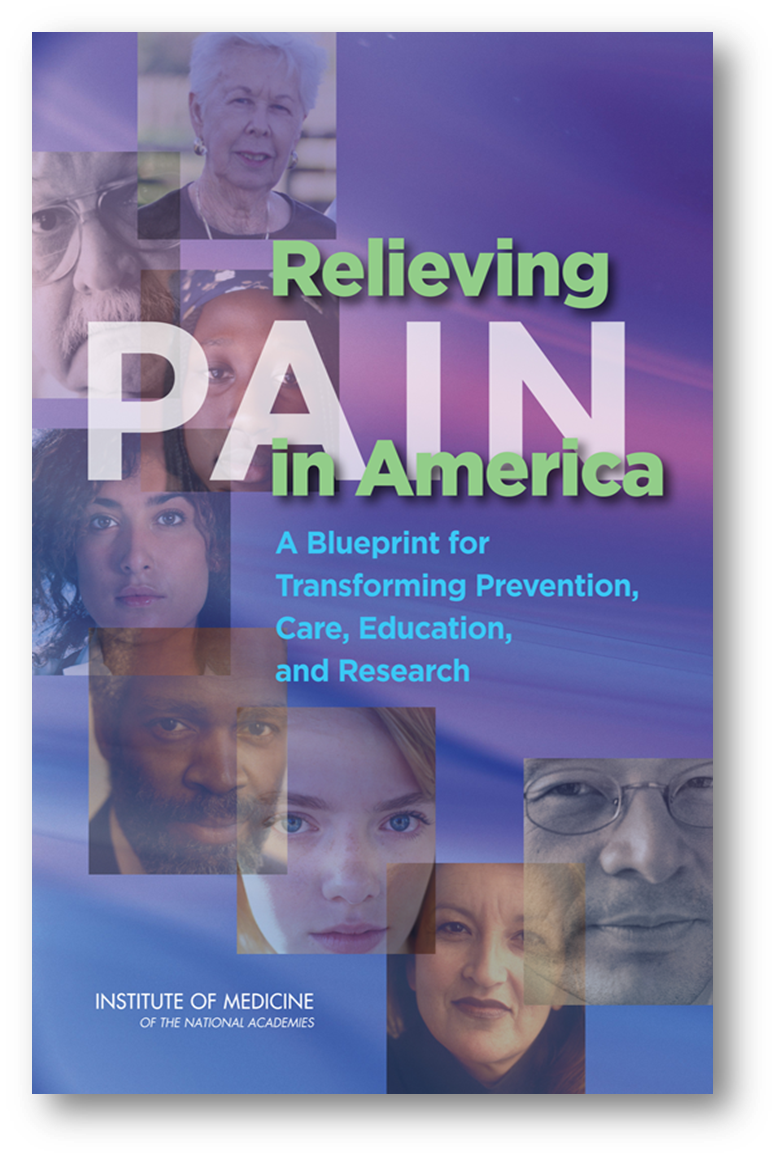 Relieving
PAIN
in America
A Blueprint for
Transforming Prevention,
Care, Education,
and Research
INSTITUTE OF MEDICINE
OF THE NATIONAL ACADEMIES